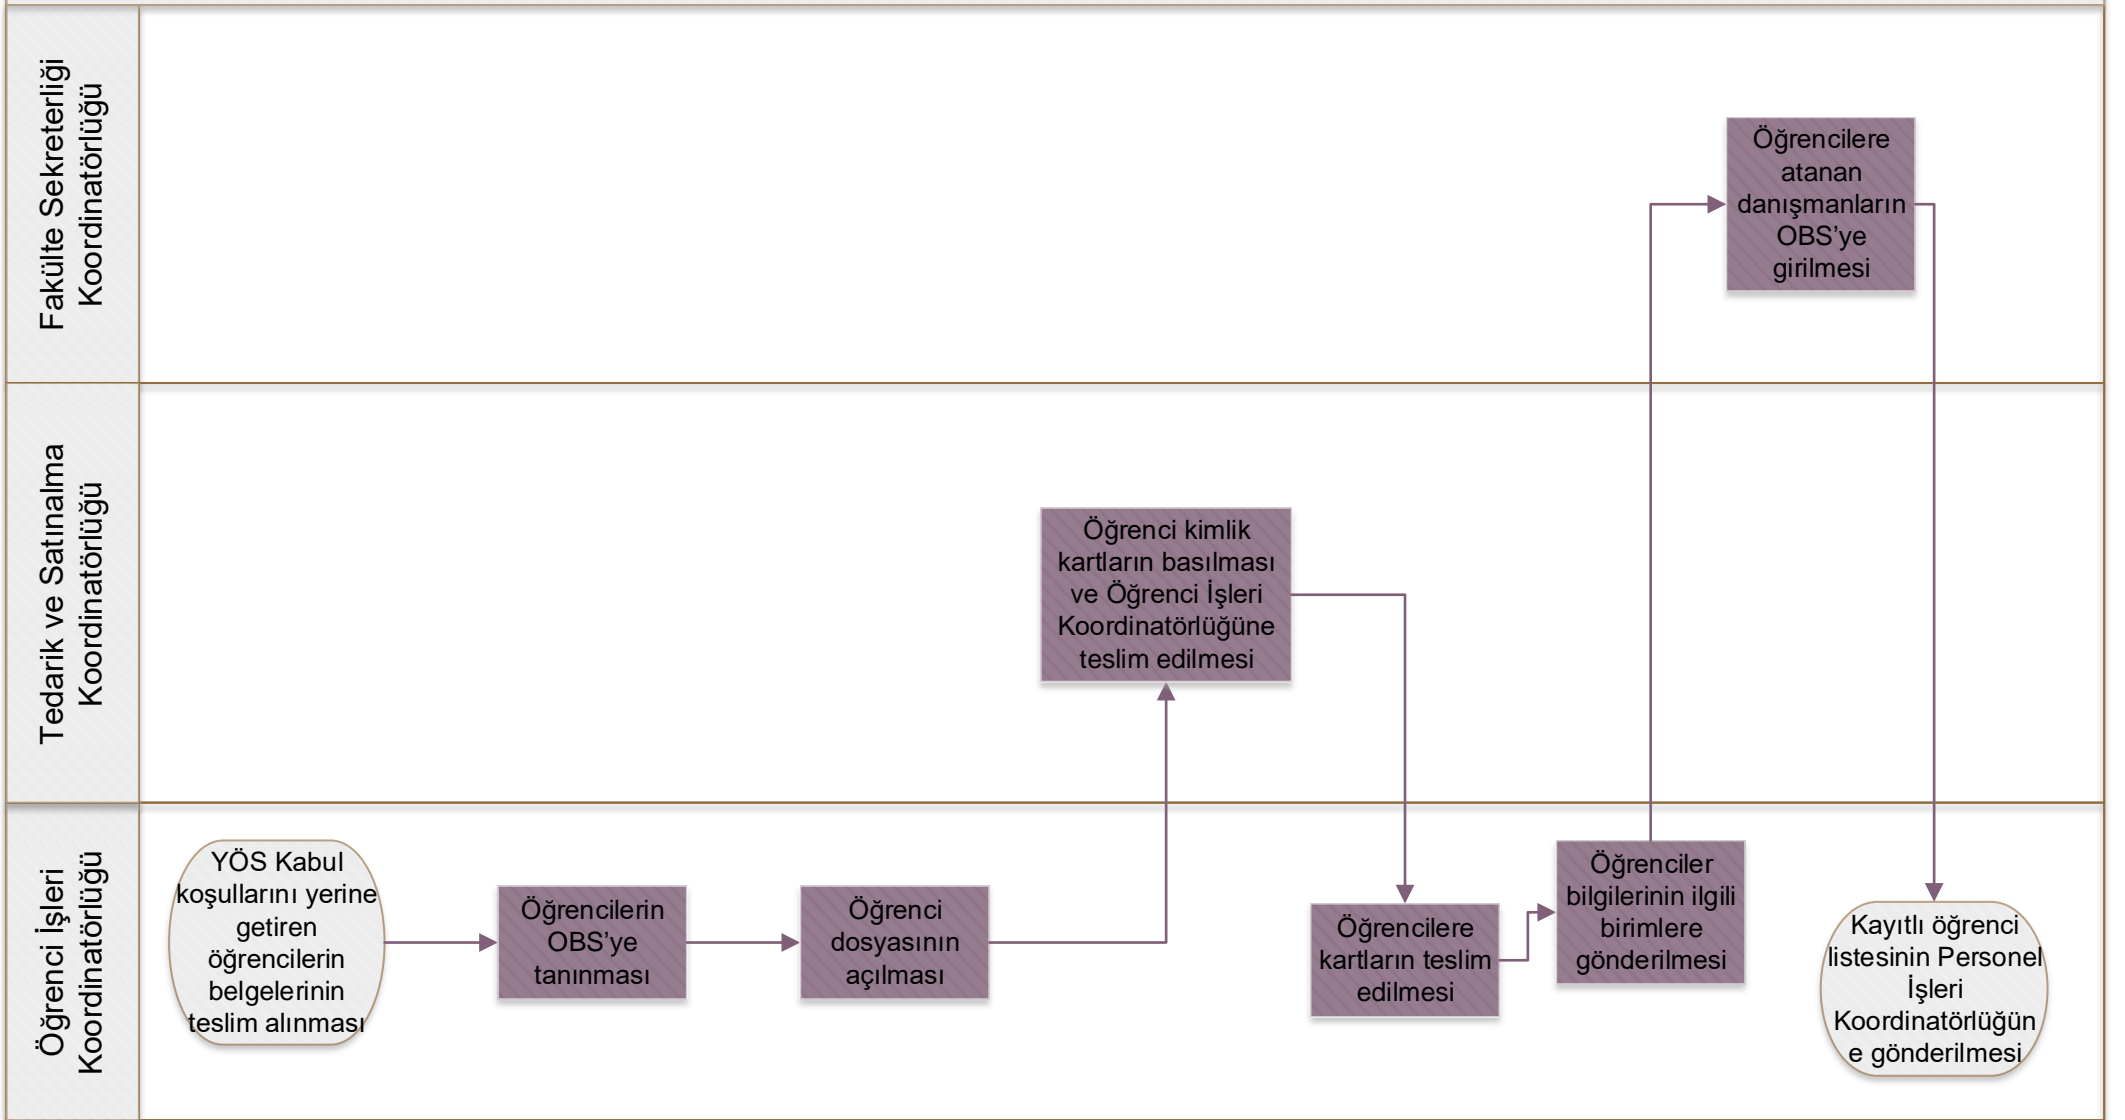 Fakülte Sekreterliği
Koordinatörlüğü
Öğrencilere
atanan
danışmanların
OBS’ye
girilmesi
Tedarik ve Satınalma
Koordinatörlüğü
Öğrenci kimlik
kartların basılması
ve Öğrenci İşleri
Koordinatörlüğüne
teslim edilmesi
Öğrenci İşleri
Koordinatörlüğü
YÖS Kabul
koşullarını yerine
getiren
öğrencilerin
belgelerinin
teslim alınması
Öğrencilerin
OBS’ye
tanınması
Öğrenci
dosyasının
açılması
Öğrencilere
kartların teslim
edilmesi
Öğrenciler
bilgilerinin ilgili
birimlere
gönderilmesi
Kayıtlı öğrenci
listesinin Personel
İşleri
Koordinatörlüğün
e gönderilmesi